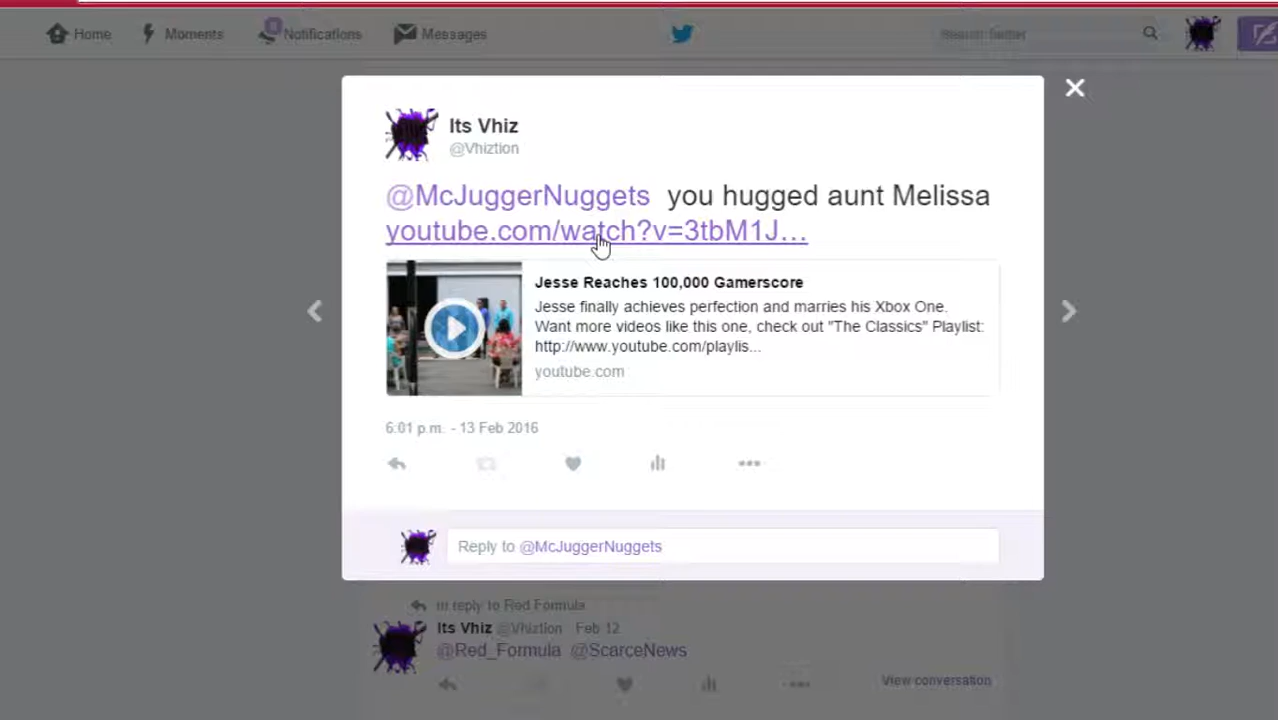 Home Moments Notifications Messages Search Twitter
Its Vhiz
@Vhiztion
@McJuggerNuggets you hugged aunt Melissa
youtube.com/watch?v=3tbM1J...
Jesse Reaches 100,000 Gamerscore
Jesse finally achieves perfection and marries his Xbox One.
Want more videos like this one, check out "The Classics" Playlist:
http://www.youtube.com/playlis...
youtube.com
6:01 p.m. - 13 Feb 2016
Reply to @McJuggerNuggets
in reply to Red Formula
Its Vhiz @Vhiztion Feb 12
@Red_Formula @ScarceNews
View conversation